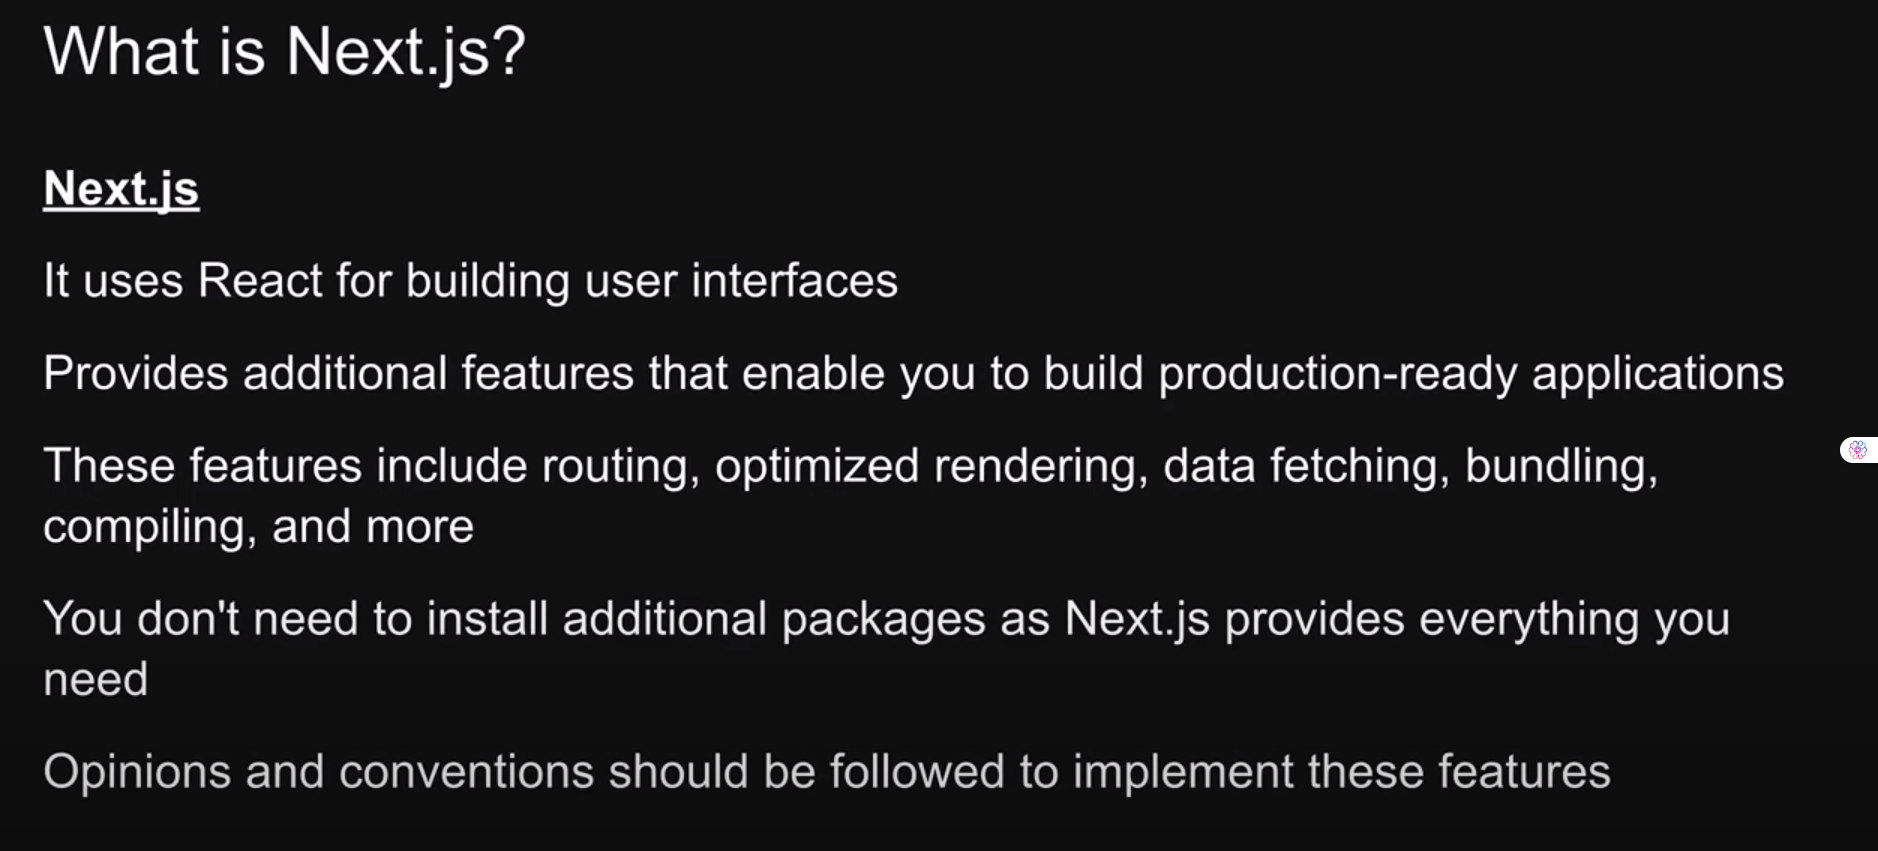 What is Next.js?
Next.js
It uses React for building user interfaces
Provides additional features that enable you to build production-ready applications
These features include routing, optimized rendering, data fetching, bundling,
compiling, and more
You don't need to install additional packages as Next.js provides everything you
need
Opinions and conventions should be followed to implement these features